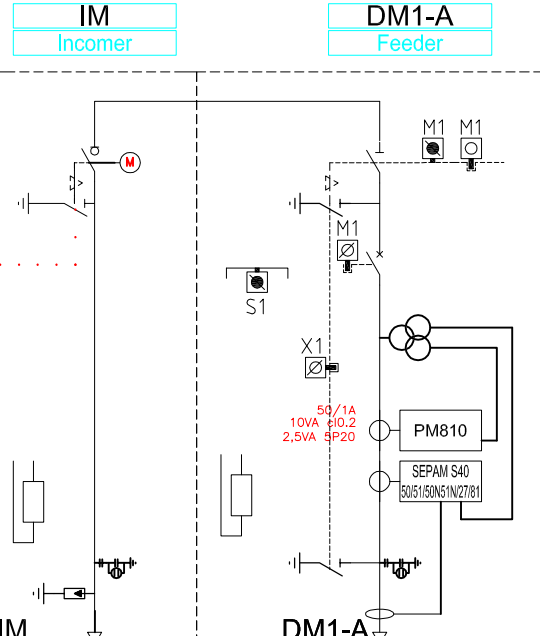 IM
Incomer
DM1-A
Feeder
M1
M1
M
M1
S1
X1
50/1A
10VA cl0.2
2,5VA 5P20
PM810
SEPAM S40
50/51/50N51N/27/81
IM
DM1-A